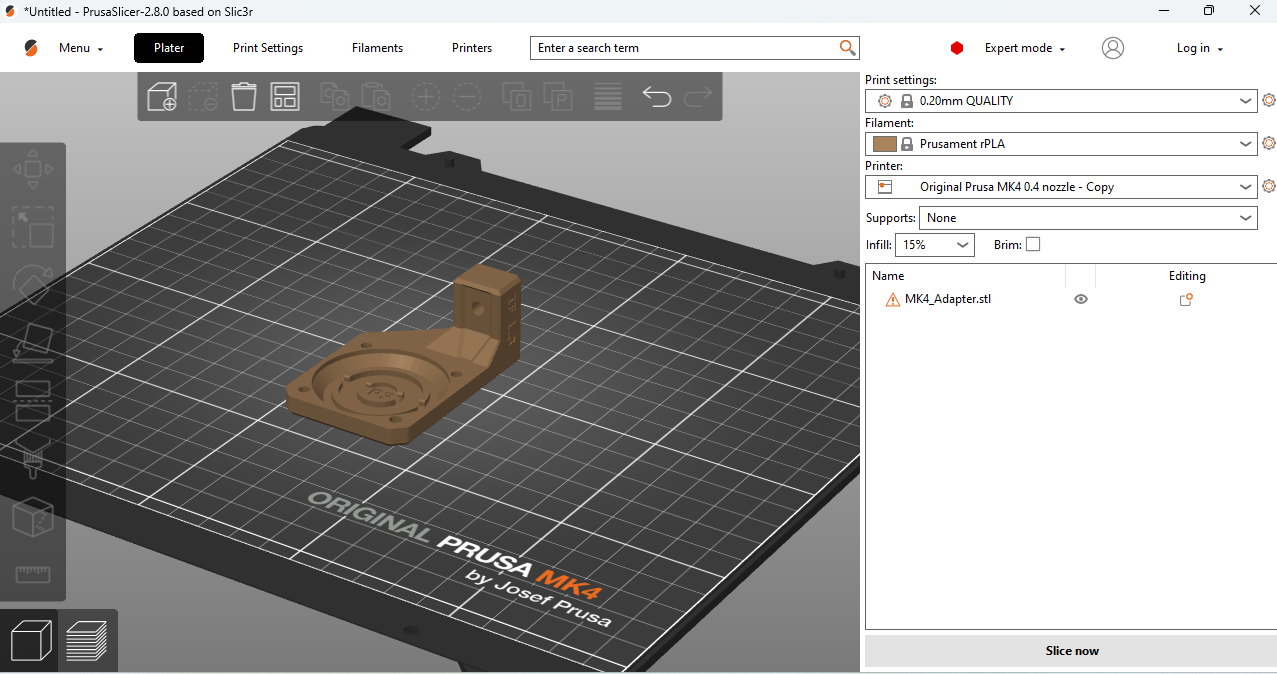 *Untitled - PrusaSlicer-2.8.0 based on Slic3r
Menu Plater Print Settings Filaments Printers Enter a search term Expert mode Log in
Print settings:
0.20mm QUALITY
Filament:
Prusament rPLA
Printer:
Original Prusa MK4 0.4 nozzle - Copy
Supports: None
Infill: 15% Brim:
Name Editing
MK4_Adapter.stl
ORIGINAL PRUSA MK4
by Josef Prusa
Slice now